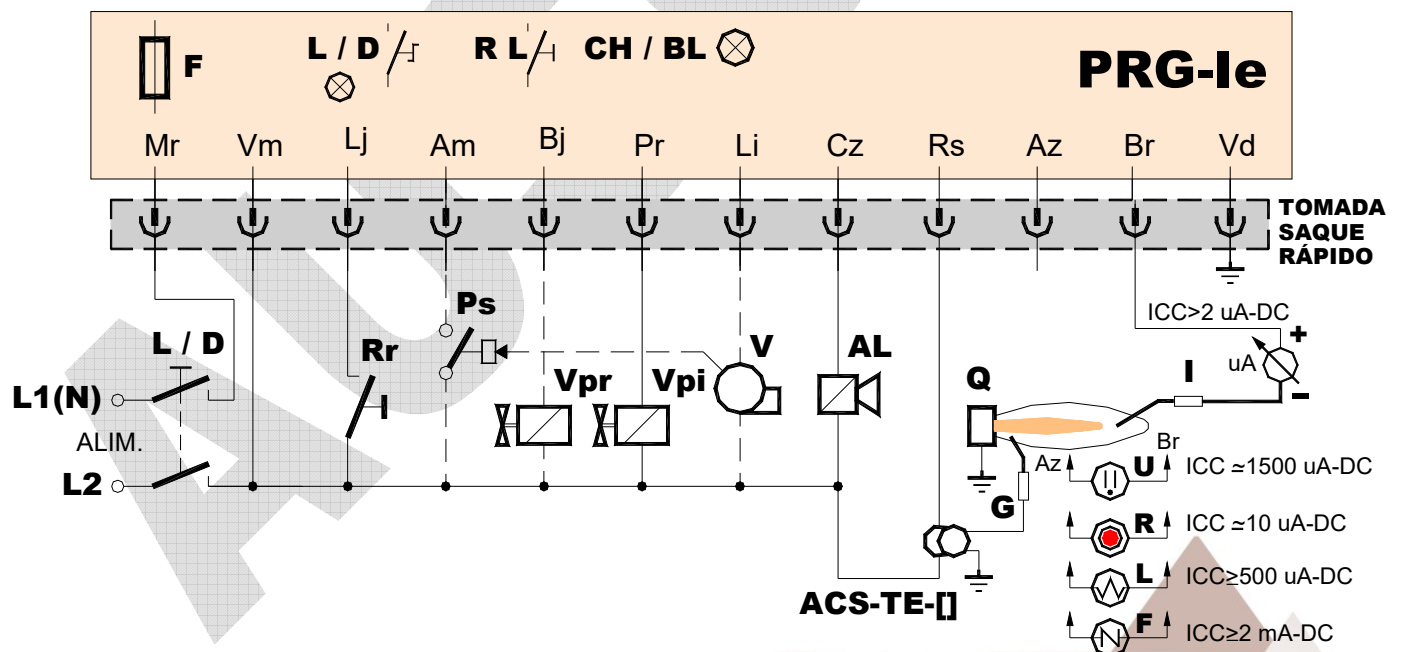 F
L / D
R L
CH / BL
PRG-Ie
Mr Vm Lj Am Bj Pr Li Cz Rs Az Br Vd
TOMADA
SAQUE
RÁPIDO
ICC>2 uA-DC
L / D
Rr
Ps
V
AL
Q
I
uA
+
−
L1(N)
ALIM.
L2
Vpr
Vpi
G
ACS-TE-[]
Az
Br
U ICC ≃1500 uA-DC
R ICC ≃10 uA-DC
L ICC≥500 uA-DC
F ICC≥2 mA-DC